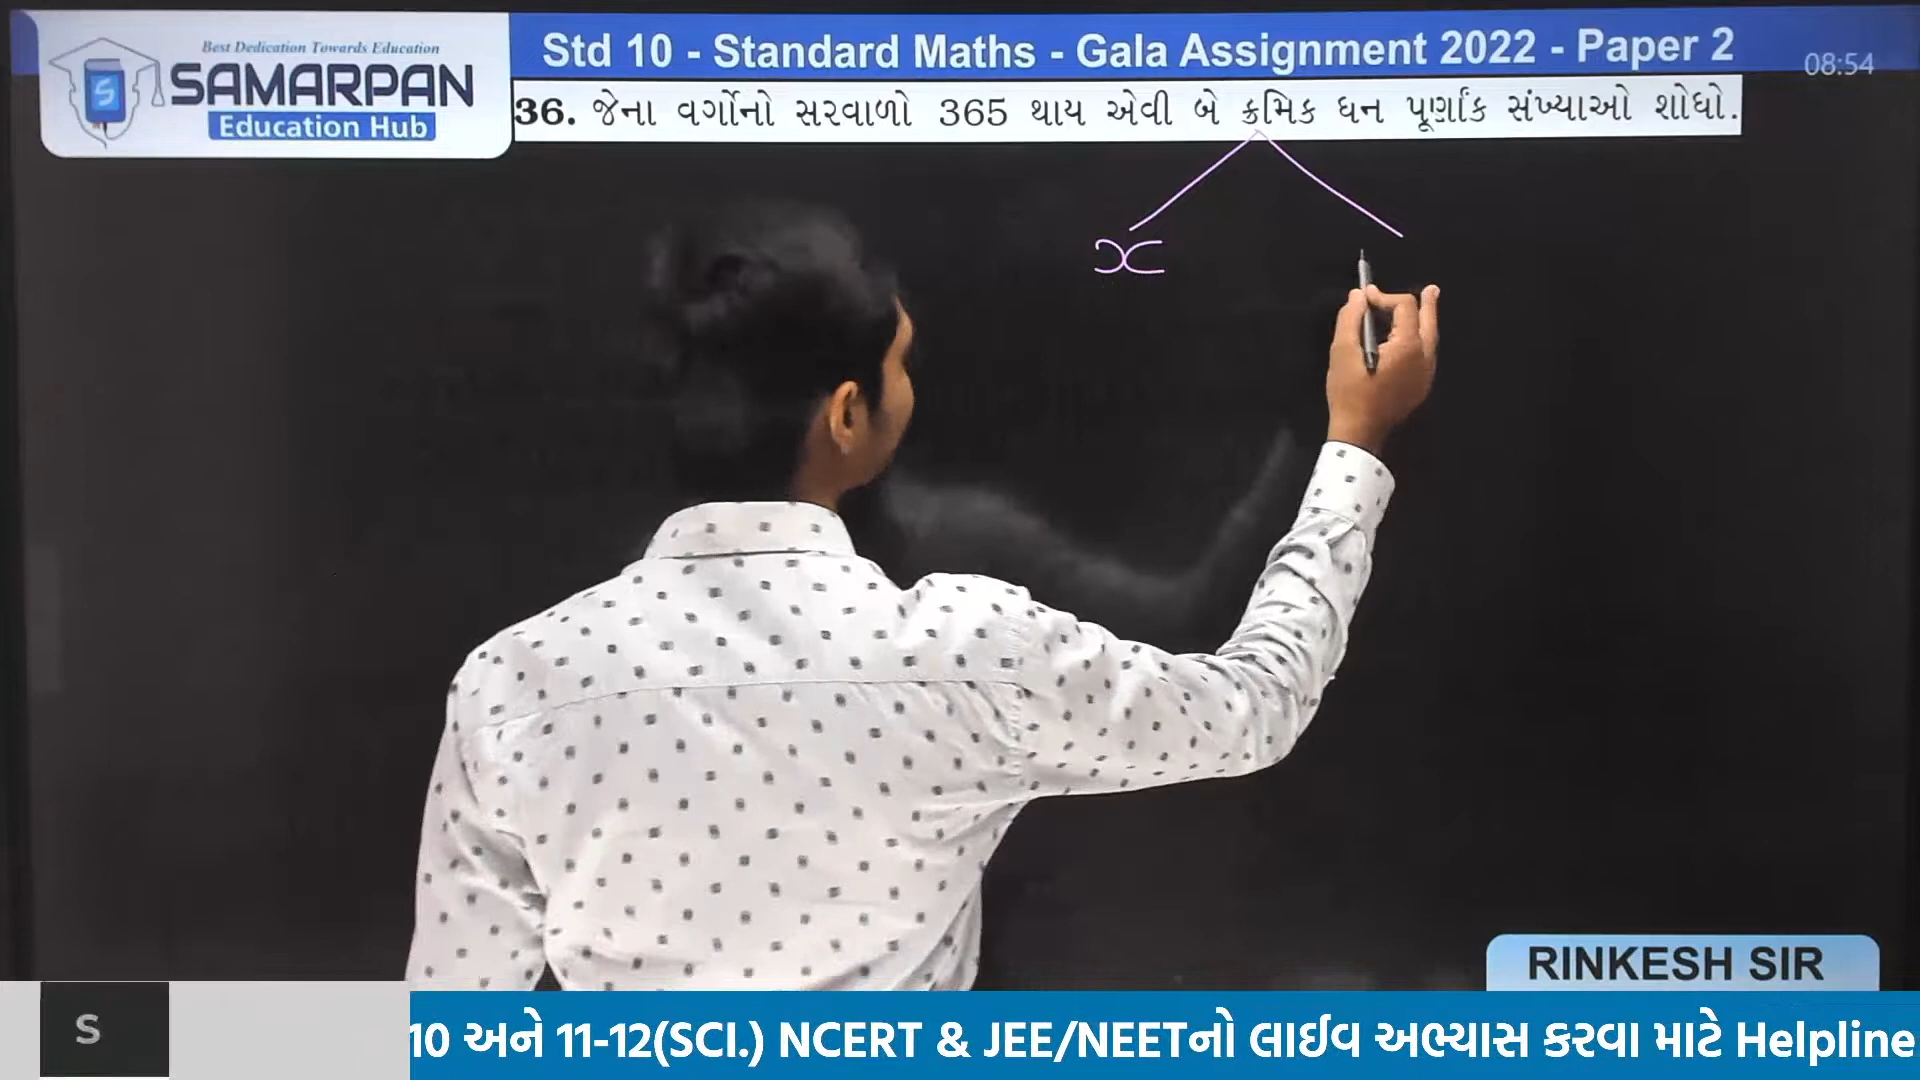 Best Dedication Towards Education
SAMARPAN
Education Hub
Std 10 - Standard Maths - Gala Assignment 2022 - Paper 2
08:54
36. જેના વર્ગોનો સરવાળો 365 થાય એવી બે ક્રમિક ધન પૂર્ણાંક સંખ્યાઓ શોધો.
x
RINKESH SIR
S
10 અને 11-12(SCI.) NCERT & JEE/NEETનો લાઈવ અભ્યાસ કરવા માટે Helpline